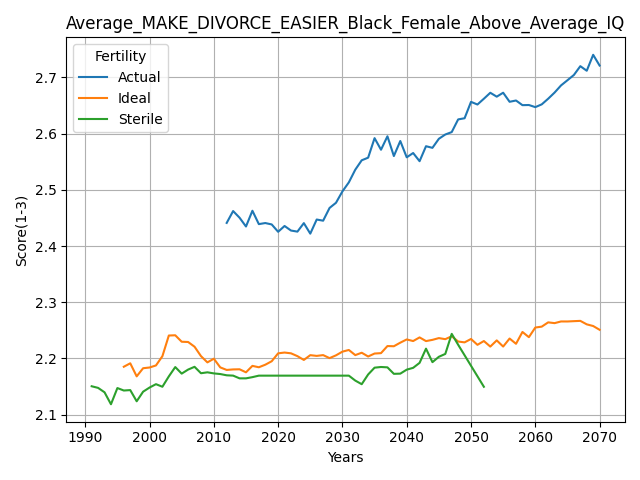 Average_MAKE_DIVORCE_EASIER_Black_Female_Above_Average_IQ
Fertility
Actual
Ideal
Sterile
Score(1-3)
2.7
2.6
2.5
2.4
2.3
2.2
2.1
1990 2000 2010 2020 2030 2040 2050 2060 2070
Years